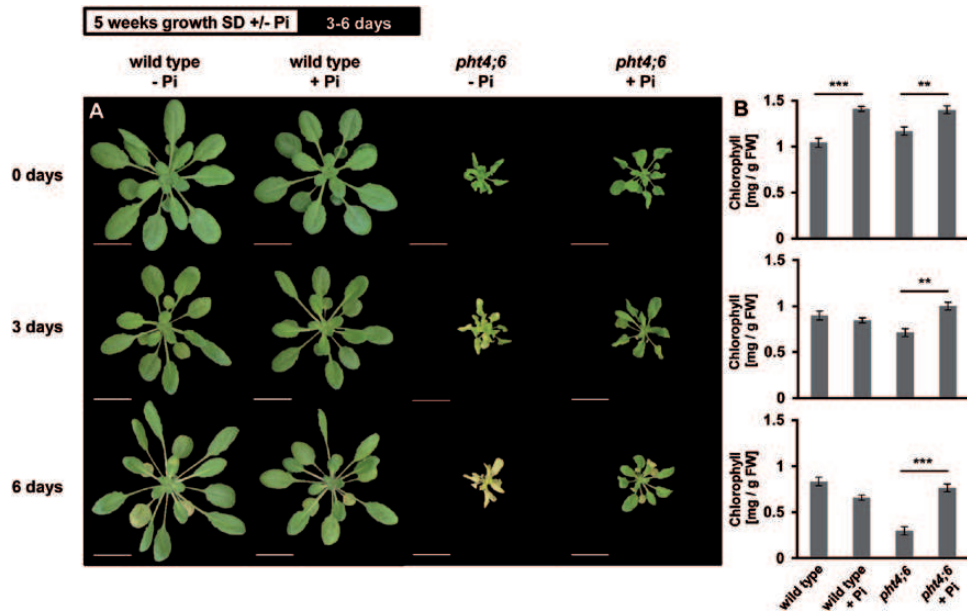 5 weeks growth SD +/- Pi 3-6 days
wild type wild type pht4;6 pht4;6
- Pi + Pi - Pi + Pi
A
0 days
3 days
6 days
B
*** **
Chlorophyll
[mg / g FW]
1.5
1
0.5
0
**
Chlorophyll
[mg / g FW]
1.5
1
0.5
0
***
Chlorophyll
[mg / g FW]
1
0.5
0
wild type
wild type
+ Pi
pht4;6
pht4;6
+ Pi